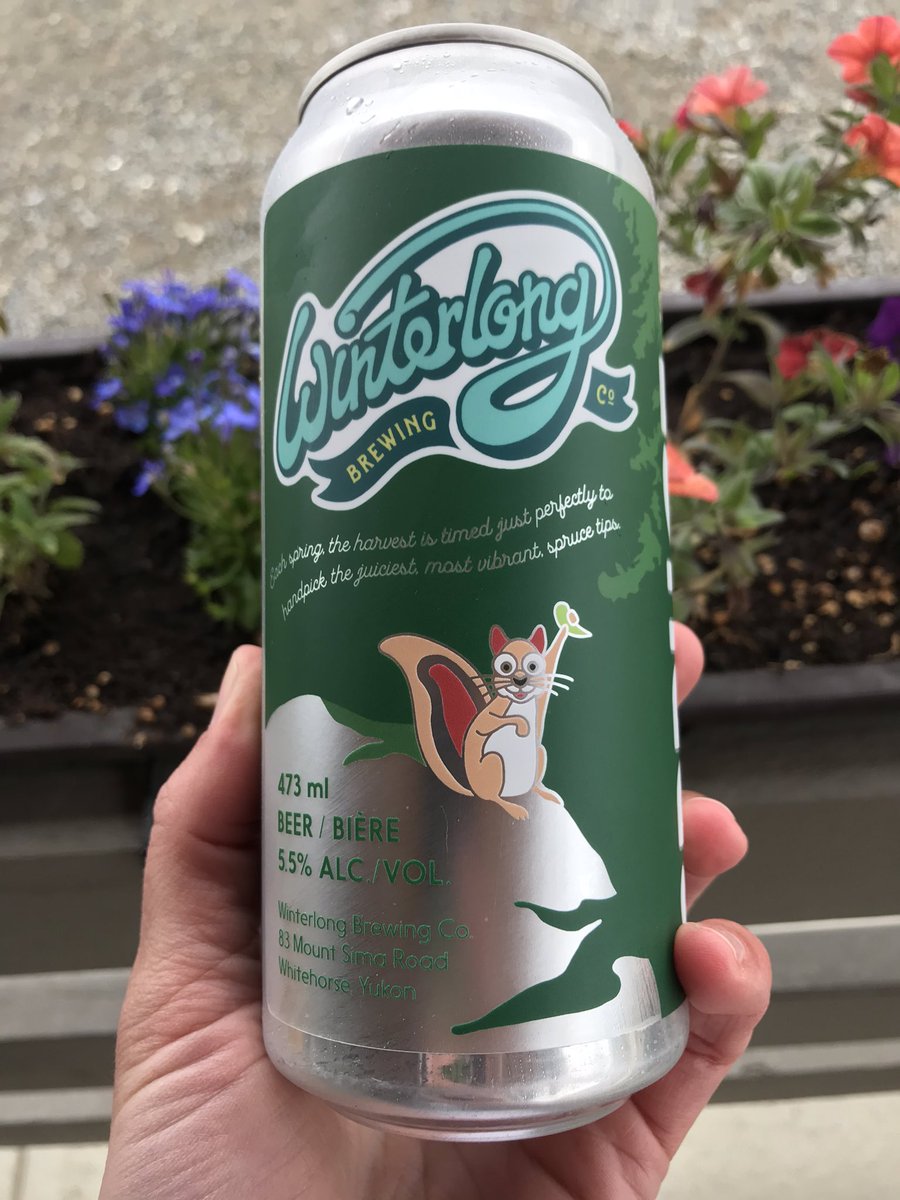 Winterlong
BREWING Co
Each spring, the harvest is timed just perfectly to
handpick the juiciest, most vibrant, spruce tips.
473 ml
BEER / BIÈRE
5.5% ALC./VOL.
Winterlong Brewing Co.
83 Mount Sima Road
Whitehorse, Yukon